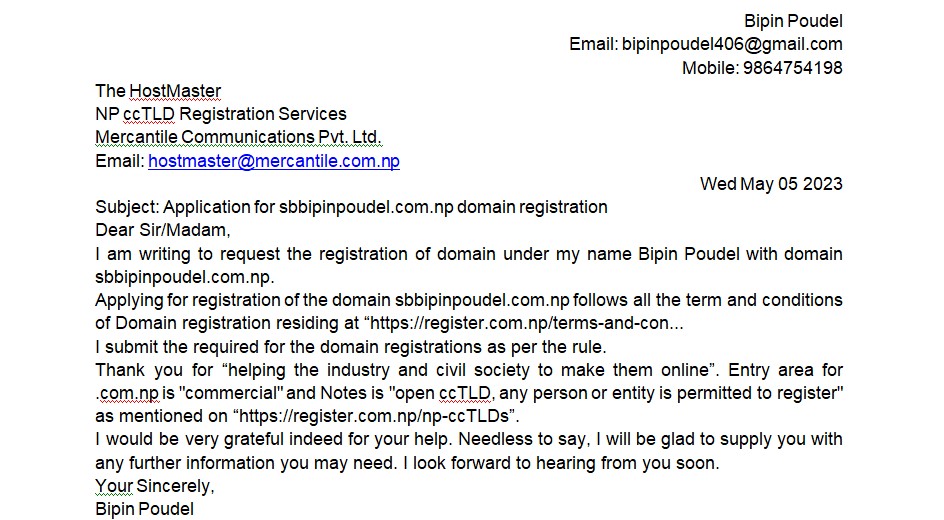 Bipin Poudel
Email: bipinpoudel406@gmail.com
Mobile: 9864754198
The HostMaster
NP ccTLD Registration Services
Mercantile Communications Pvt. Ltd.
Email: hostmaster@mercantile.com.np
Wed May 05 2023
Subject: Application for sbbipinpoudel.com.np domain registration
Dear Sir/Madam,
I am writing to request the registration of domain under my name Bipin Poudel with domain
sbbipinpoudel.com.np.
Applying for registration of the domain sbbipinpoudel.com.np follows all the term and conditions
of Domain registration residing at “https://register.com.np/terms-and-con...
I submit the required for the domain registrations as per the rule.
Thank you for “helping the industry and civil society to make them online”. Entry area for
.com.np is "commercial" and Notes is "open ccTLD, any person or entity is permitted to register"
as mentioned on “https://register.com.np/np-ccTLDs”.
I would be very grateful indeed for your help. Needless to say, I will be glad to supply you with
any further information you may need. I look forward to hearing from you soon.
Your Sincerely,
Bipin Poudel